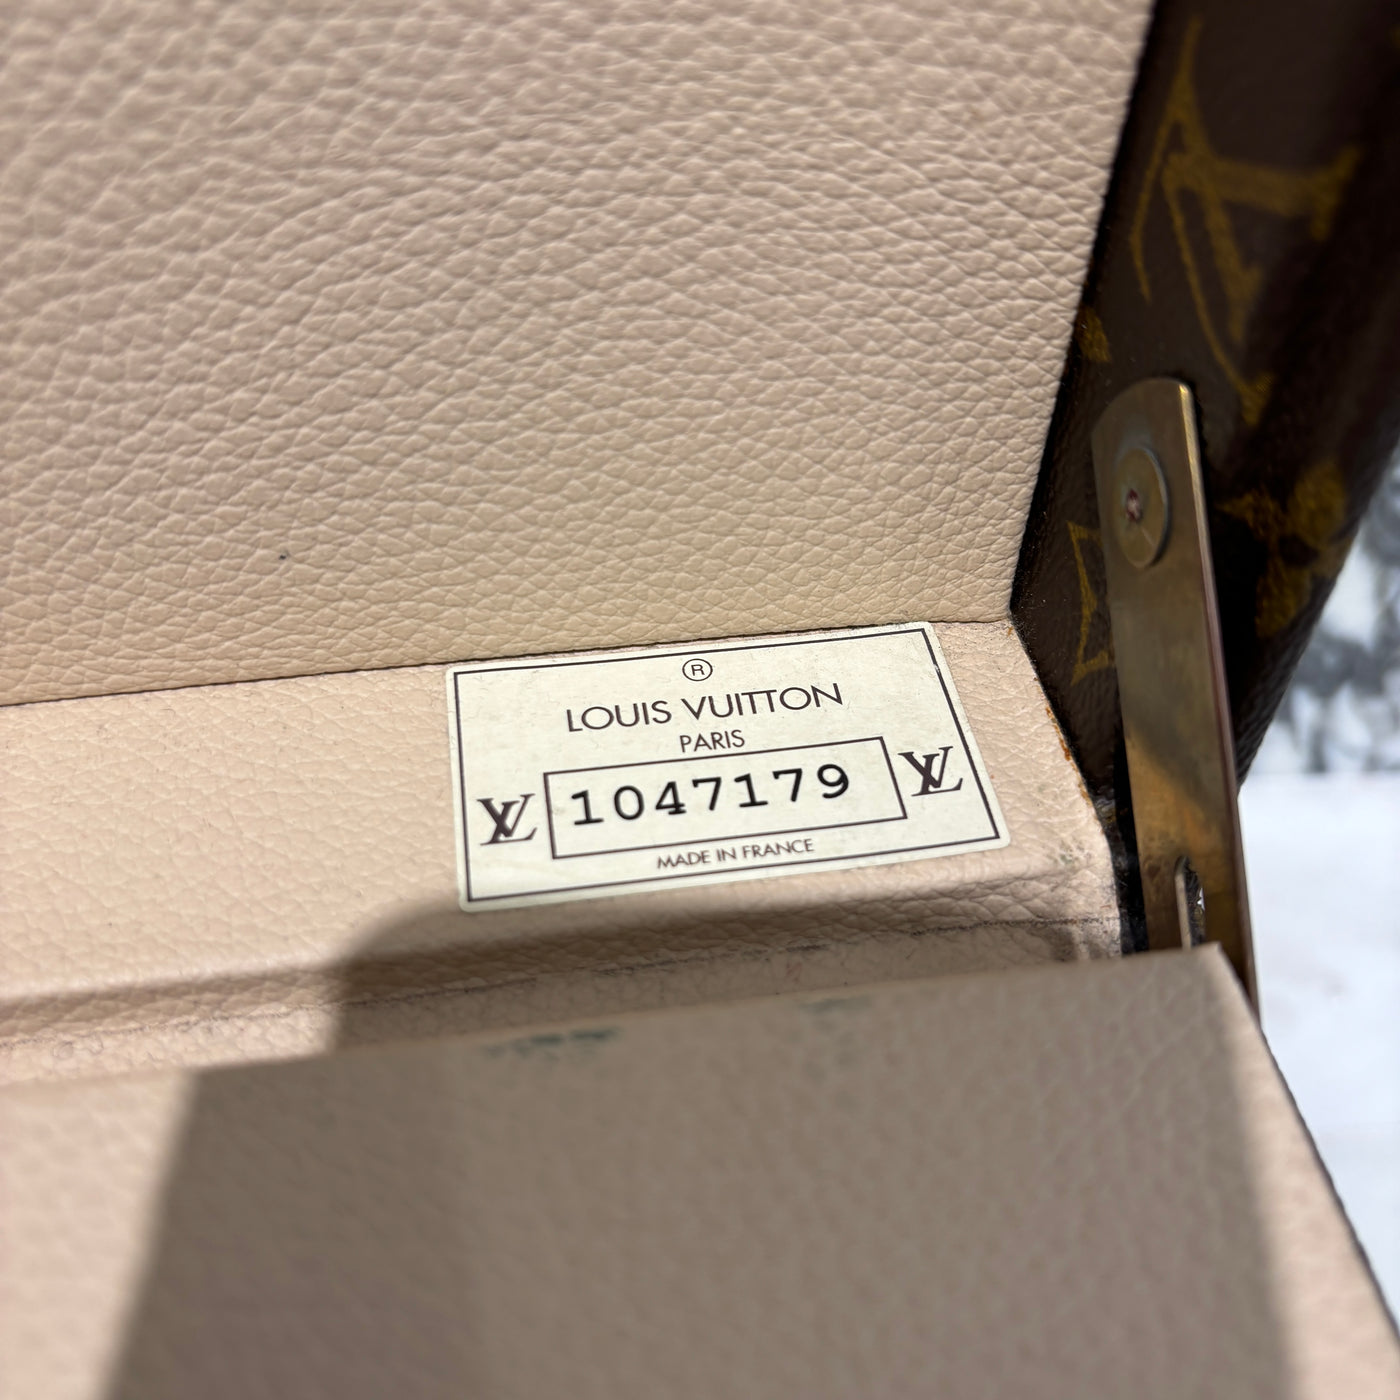 ®
LOUIS VUITTON
PARIS
LV 1047179 LV
MADE IN FRANCE